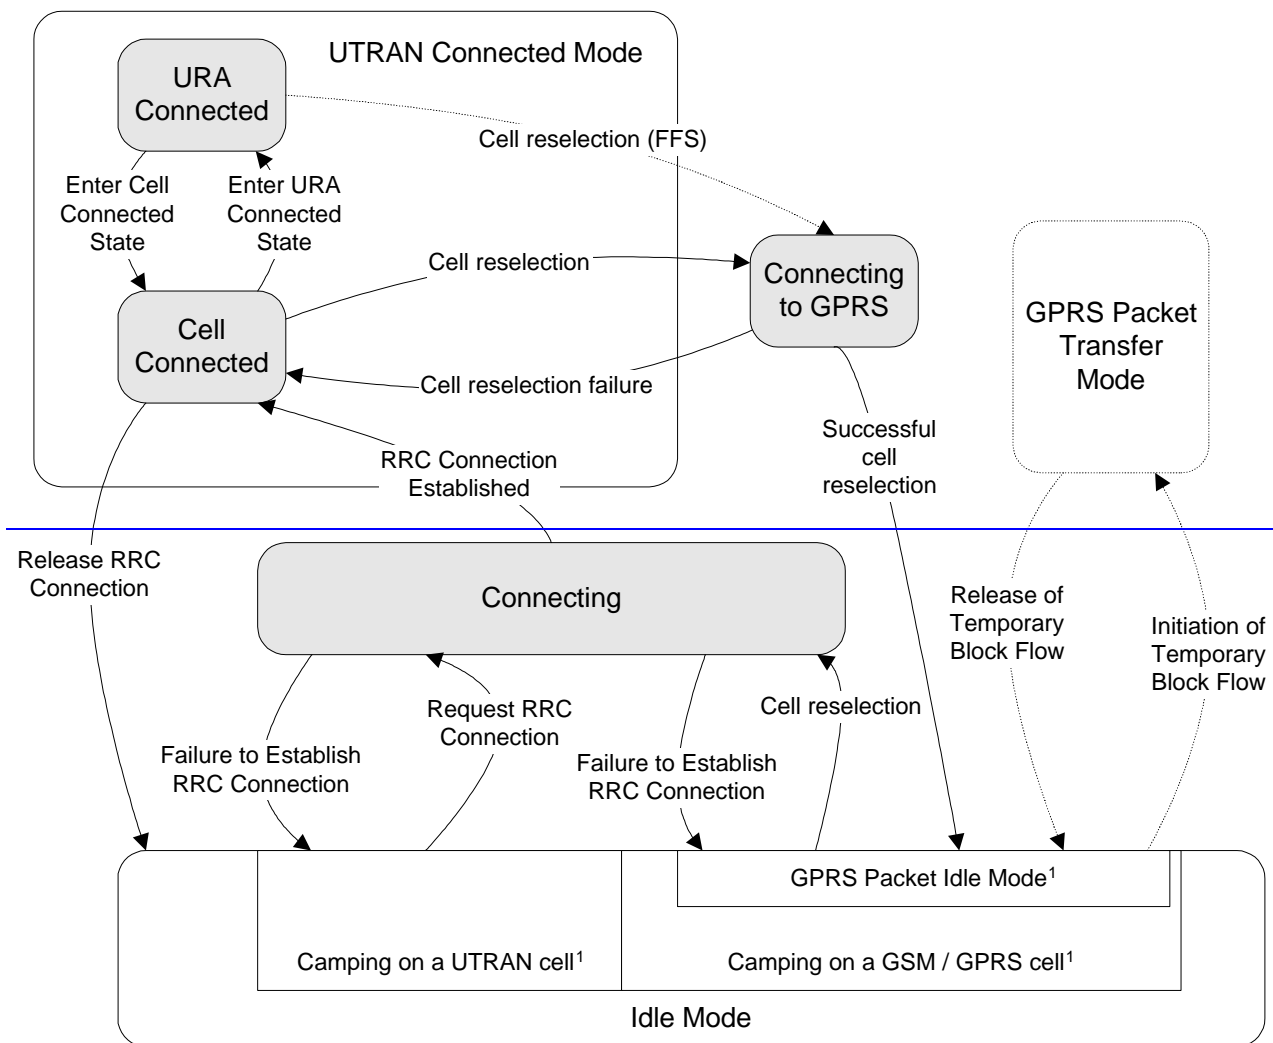 UTRAN Connected Mode
URA
Connected
Cell reselection (FFS)
Enter Cell
Connected
State
Enter URA
Connected
State
Cell reselection
Connecting
to GPRS
GPRS Packet
Transfer
Mode
Cell
Connected
Cell reselection failure
Successful
cell
reselection
RRC Connection
Established
Release RRC
Connection
Connecting
Release of
Temporary
Block Flow
Initiation of
Temporary
Block Flow
Request RRC
Connection
Cell reselection
Failure to Establish
RRC Connection
Failure to Establish
RRC Connection
GPRS Packet Idle Mode1
Camping on a UTRAN cell1
Camping on a GSM / GPRS cell1
Idle Mode